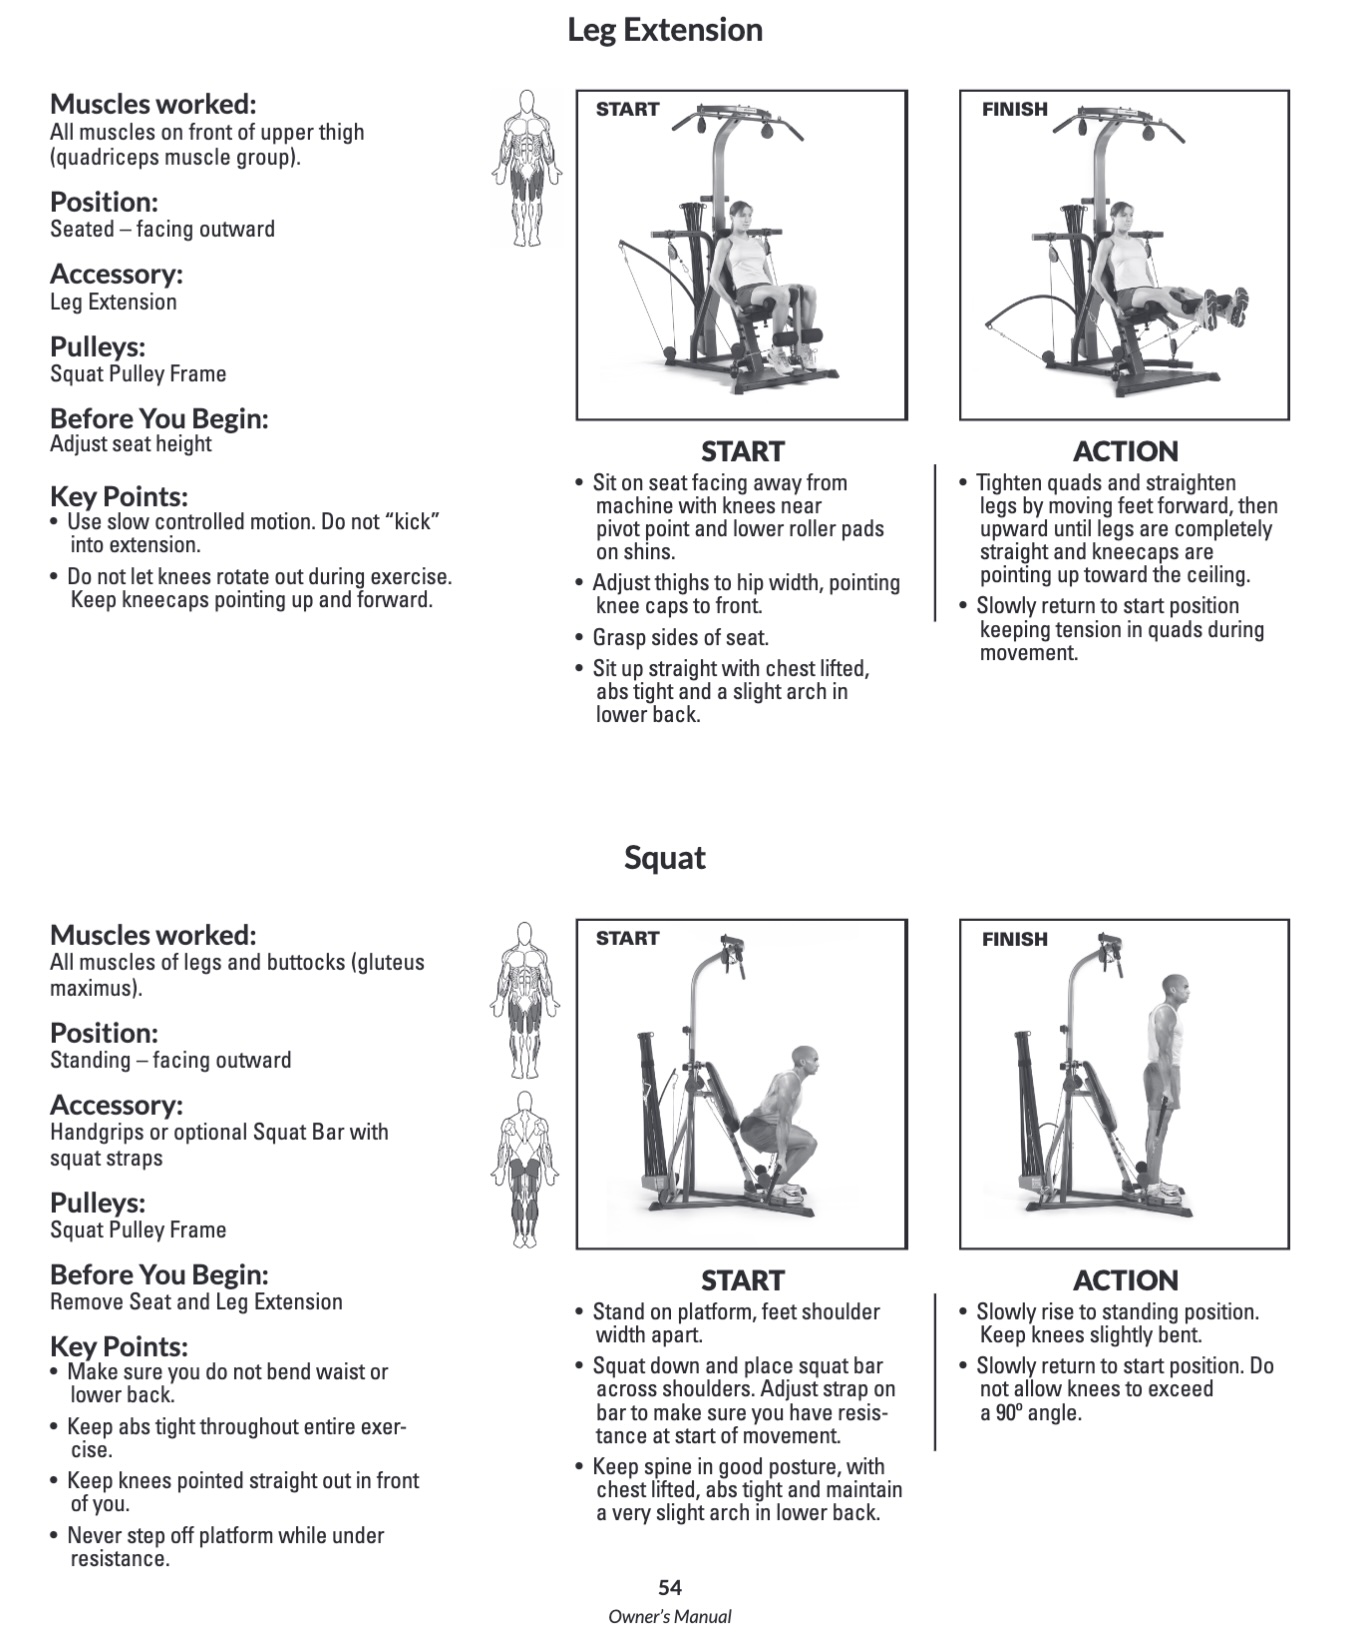 Leg Extension
Muscles worked:
All muscles on front of upper thigh
(quadriceps muscle group).
Position:
Seated – facing outward
Accessory:
Leg Extension
Pulleys:
Squat Pulley Frame
Before You Begin:
Adjust seat height
Key Points:
• Use slow controlled motion. Do not “kick”
into extension.
• Do not let knees rotate out during exercise.
Keep kneecaps pointing up and forward.
START
FINISH
START
• Sit on seat facing away from
machine with knees near
pivot point and lower roller pads
on shins.
• Adjust thighs to hip width, pointing
knee caps to front.
• Grasp sides of seat.
• Sit up straight with chest lifted,
abs tight and a slight arch in
lower back.
ACTION
• Tighten quads and straighten
legs by moving feet forward, then
upward until legs are completely
straight and kneecaps are
pointing up toward the ceiling.
• Slowly return to start position
keeping tension in quads during
movement.
Squat
Muscles worked:
All muscles of legs and buttocks (gluteus
maximus).
Position:
Standing – facing outward
Accessory:
Handgrips or optional Squat Bar with
squat straps
Pulleys:
Squat Pulley Frame
Before You Begin:
Remove Seat and Leg Extension
Key Points:
• Make sure you do not bend waist or
lower back.
• Keep abs tight throughout entire exer-
cise.
• Keep knees pointed straight out in front
of you.
• Never step off platform while under
resistance.
START
FINISH
START
• Stand on platform, feet shoulder
width apart.
• Squat down and place squat bar
across shoulders. Adjust strap on
bar to make sure you have resis-
tance at start of movement.
• Keep spine in good posture, with
chest lifted, abs tight and maintain
a very slight arch in lower back.
ACTION
• Slowly rise to standing position.
Keep knees slightly bent.
• Slowly return to start position. Do
not allow knees to exceed
a 90º angle.
54
Owner’s Manual